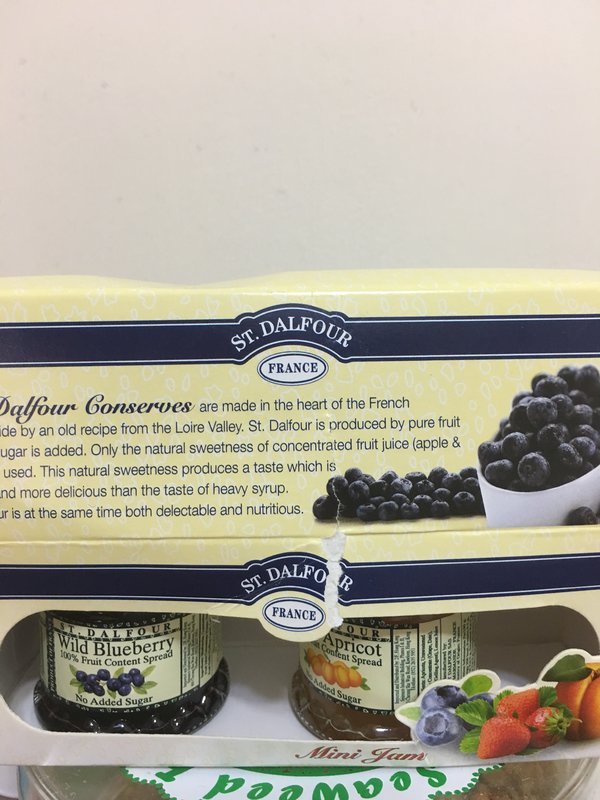 ST. DALFOUR
FRANCE
Dalfour Conserves are made in the heart of the French
ide by an old recipe from the Loire Valley. St. Dalfour is produced by pure fruit
ugar is added. Only the natural sweetness of concentrated fruit juice (apple &
used. This natural sweetness produces a taste which is
nd more delicious than the taste of heavy syrup.
ur is at the same time both delectable and nutritious.
ST. DALFOUR
FRANCE
ST. DALFOUR
Wild Blueberry
100% Fruit Content Spread
No Added Sugar
OUR
Apricot
Content Spread
Added Sugar
Mini Jam
SeaWeed